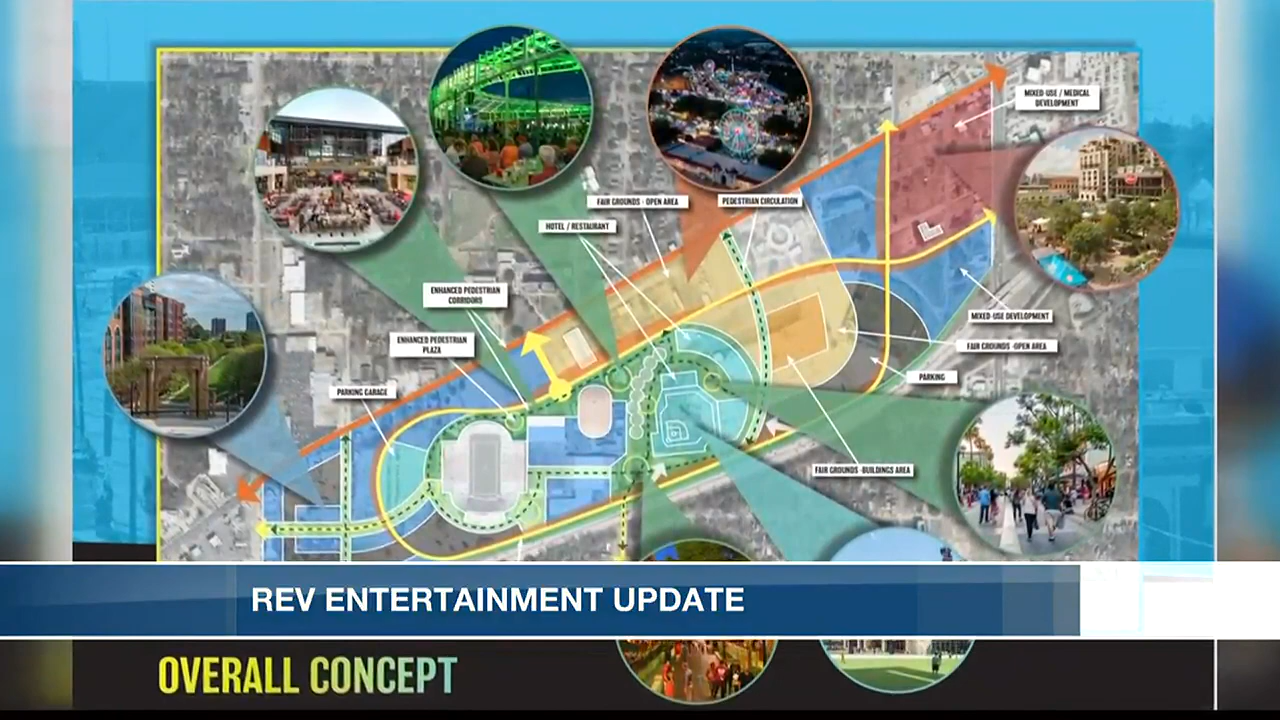 MIXED-USE / MEDICAL
DEVELOPMENT
FAIR GROUNDS - OPEN AREA
PEDESTRIAN CIRCULATION
HOTEL / RESTAURANT
ENHANCED PEDESTRIAN
CORRIDORS
MIXED-USE DEVELOPMENT
ENHANCED PEDESTRIAN
PLAZA
FAIR GROUNDS -OPEN AREA
PARKING
PARKING GARAGE
FAIR GROUNDS -BUILDINGS AREA
REV ENTERTAINMENT UPDATE
OVERALL CONCEPT